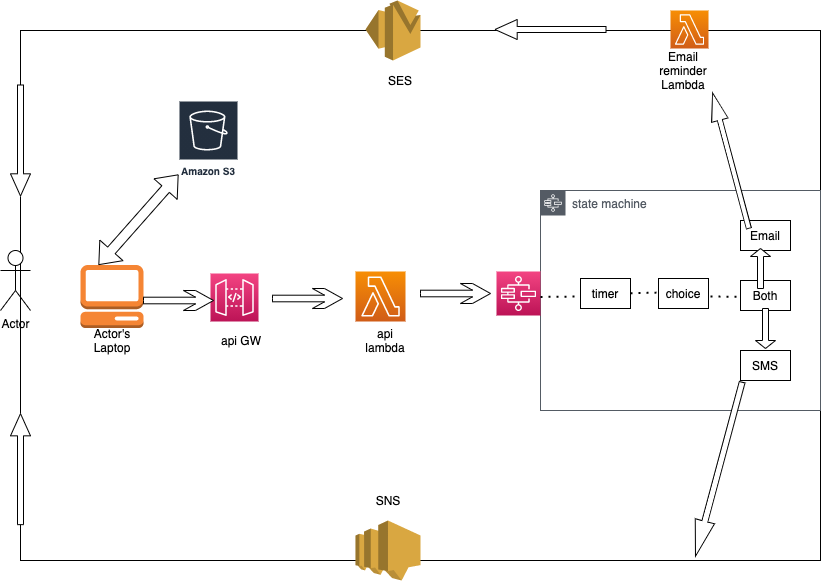 SES
Email
reminder
Lambda
Amazon S3
state machine
Email
Actor
Actor's
Laptop
api GW
api
lambda
timer
choice
Both
SMS
SNS